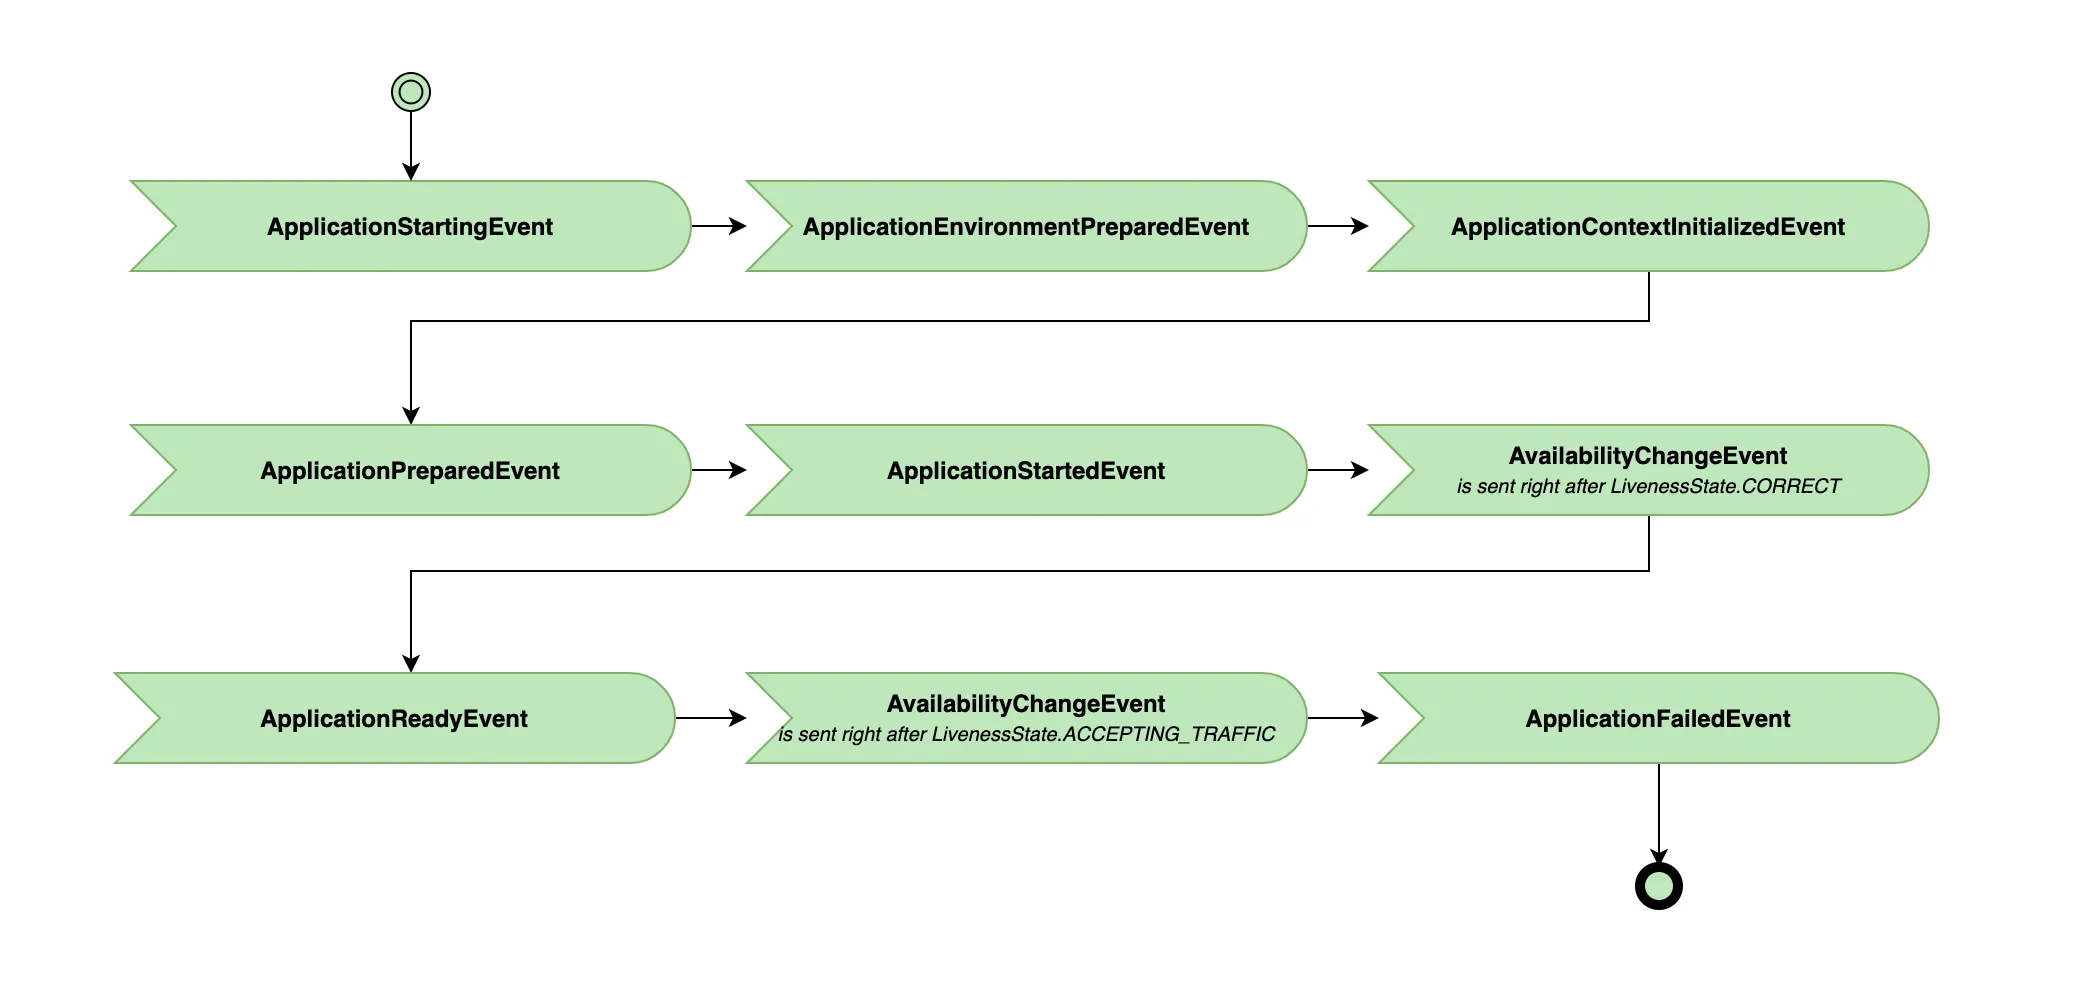 ApplicationStartingEvent
ApplicationEnvironmentPreparedEvent
ApplicationContextInitializedEvent
ApplicationPreparedEvent
ApplicationStartedEvent
AvailabilityChangeEvent
is sent right after LivenessState.CORRECT
ApplicationReadyEvent
AvailabilityChangeEvent
is sent right after LivenessState.ACCEPTING_TRAFFIC
ApplicationFailedEvent